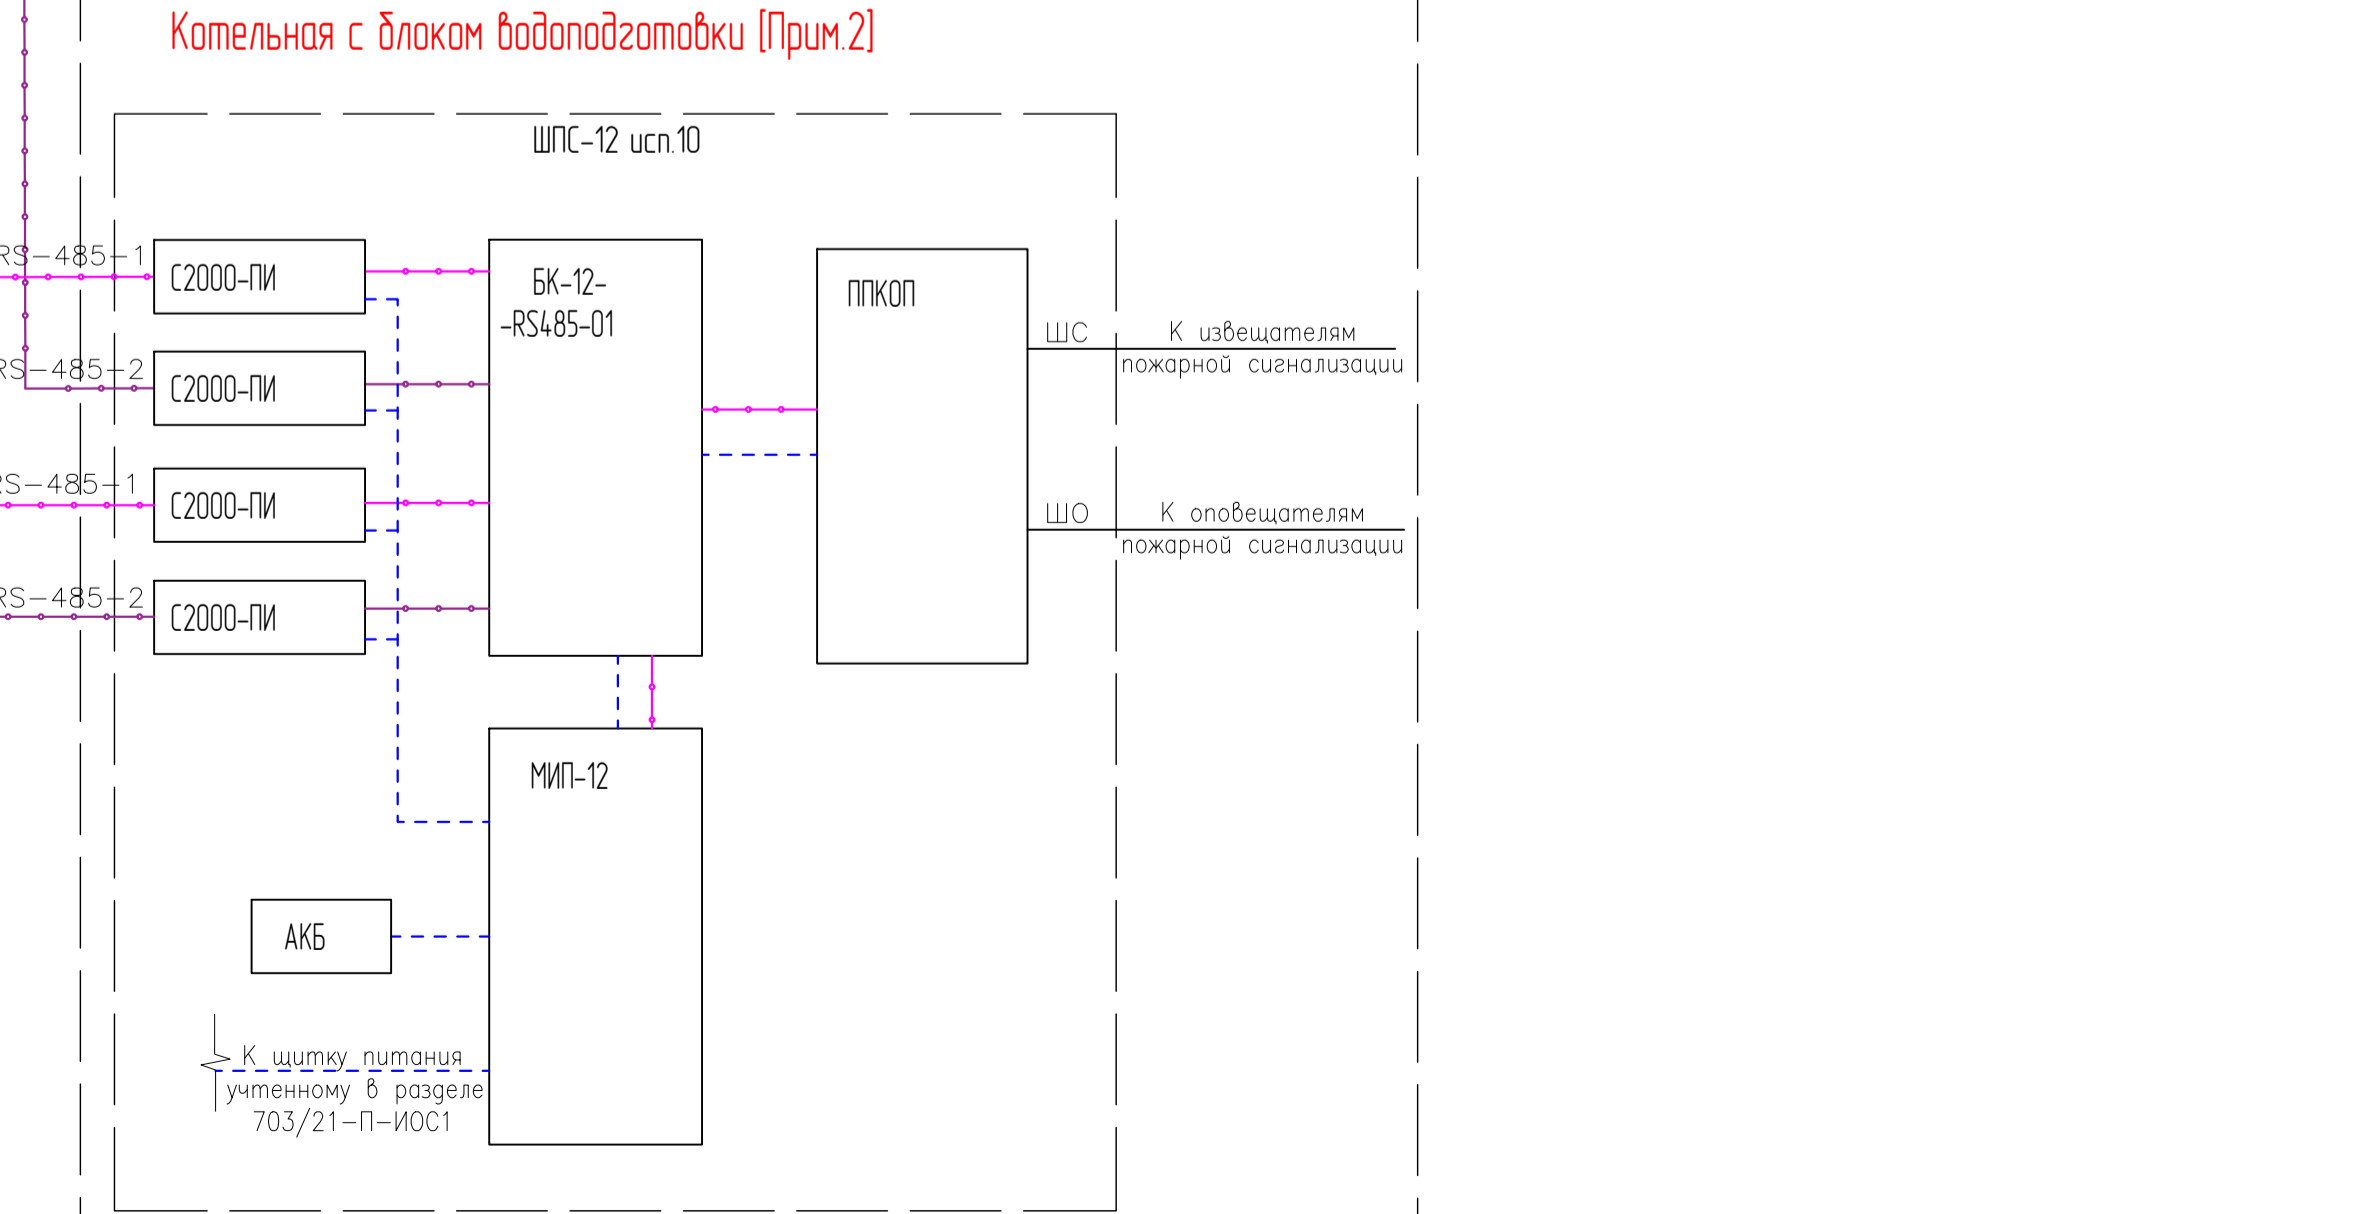 Котельная с блоком водоподготовки [Прим.2]
ШПС-12 исп.10
RS-485-1
С2000-ПИ
БК-12-
-RS485-01
ППКОП
ШС
К извещателям
пожарной сигнализации
RS-485-2
С2000-ПИ
RS-485-1
С2000-ПИ
ШО
К оповещателям
пожарной сигнализации
RS-485-2
С2000-ПИ
МИП-12
АКБ
К щитку питания
учтенному в разделе
703/21-П-ИОС1